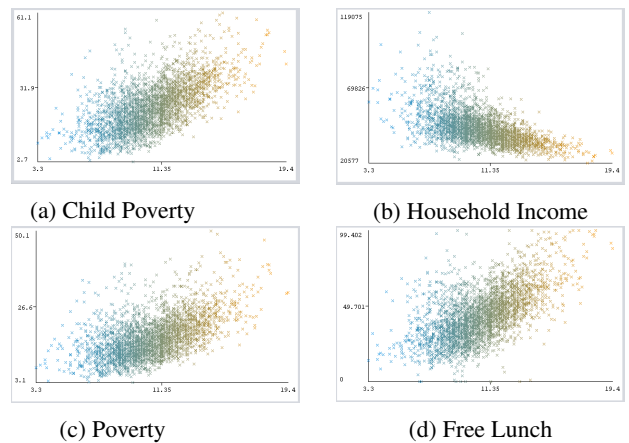 61.1
31.9
2.7
3.3 11.35 19.4
(a) Child Poverty
119075
69826
20577
3.3 11.35 19.4
(b) Household Income
50.1
26.6
3.1
3.3 11.35 19.4
(c) Poverty
99.402
49.701
0
3.3 11.35 19.4
(d) Free Lunch